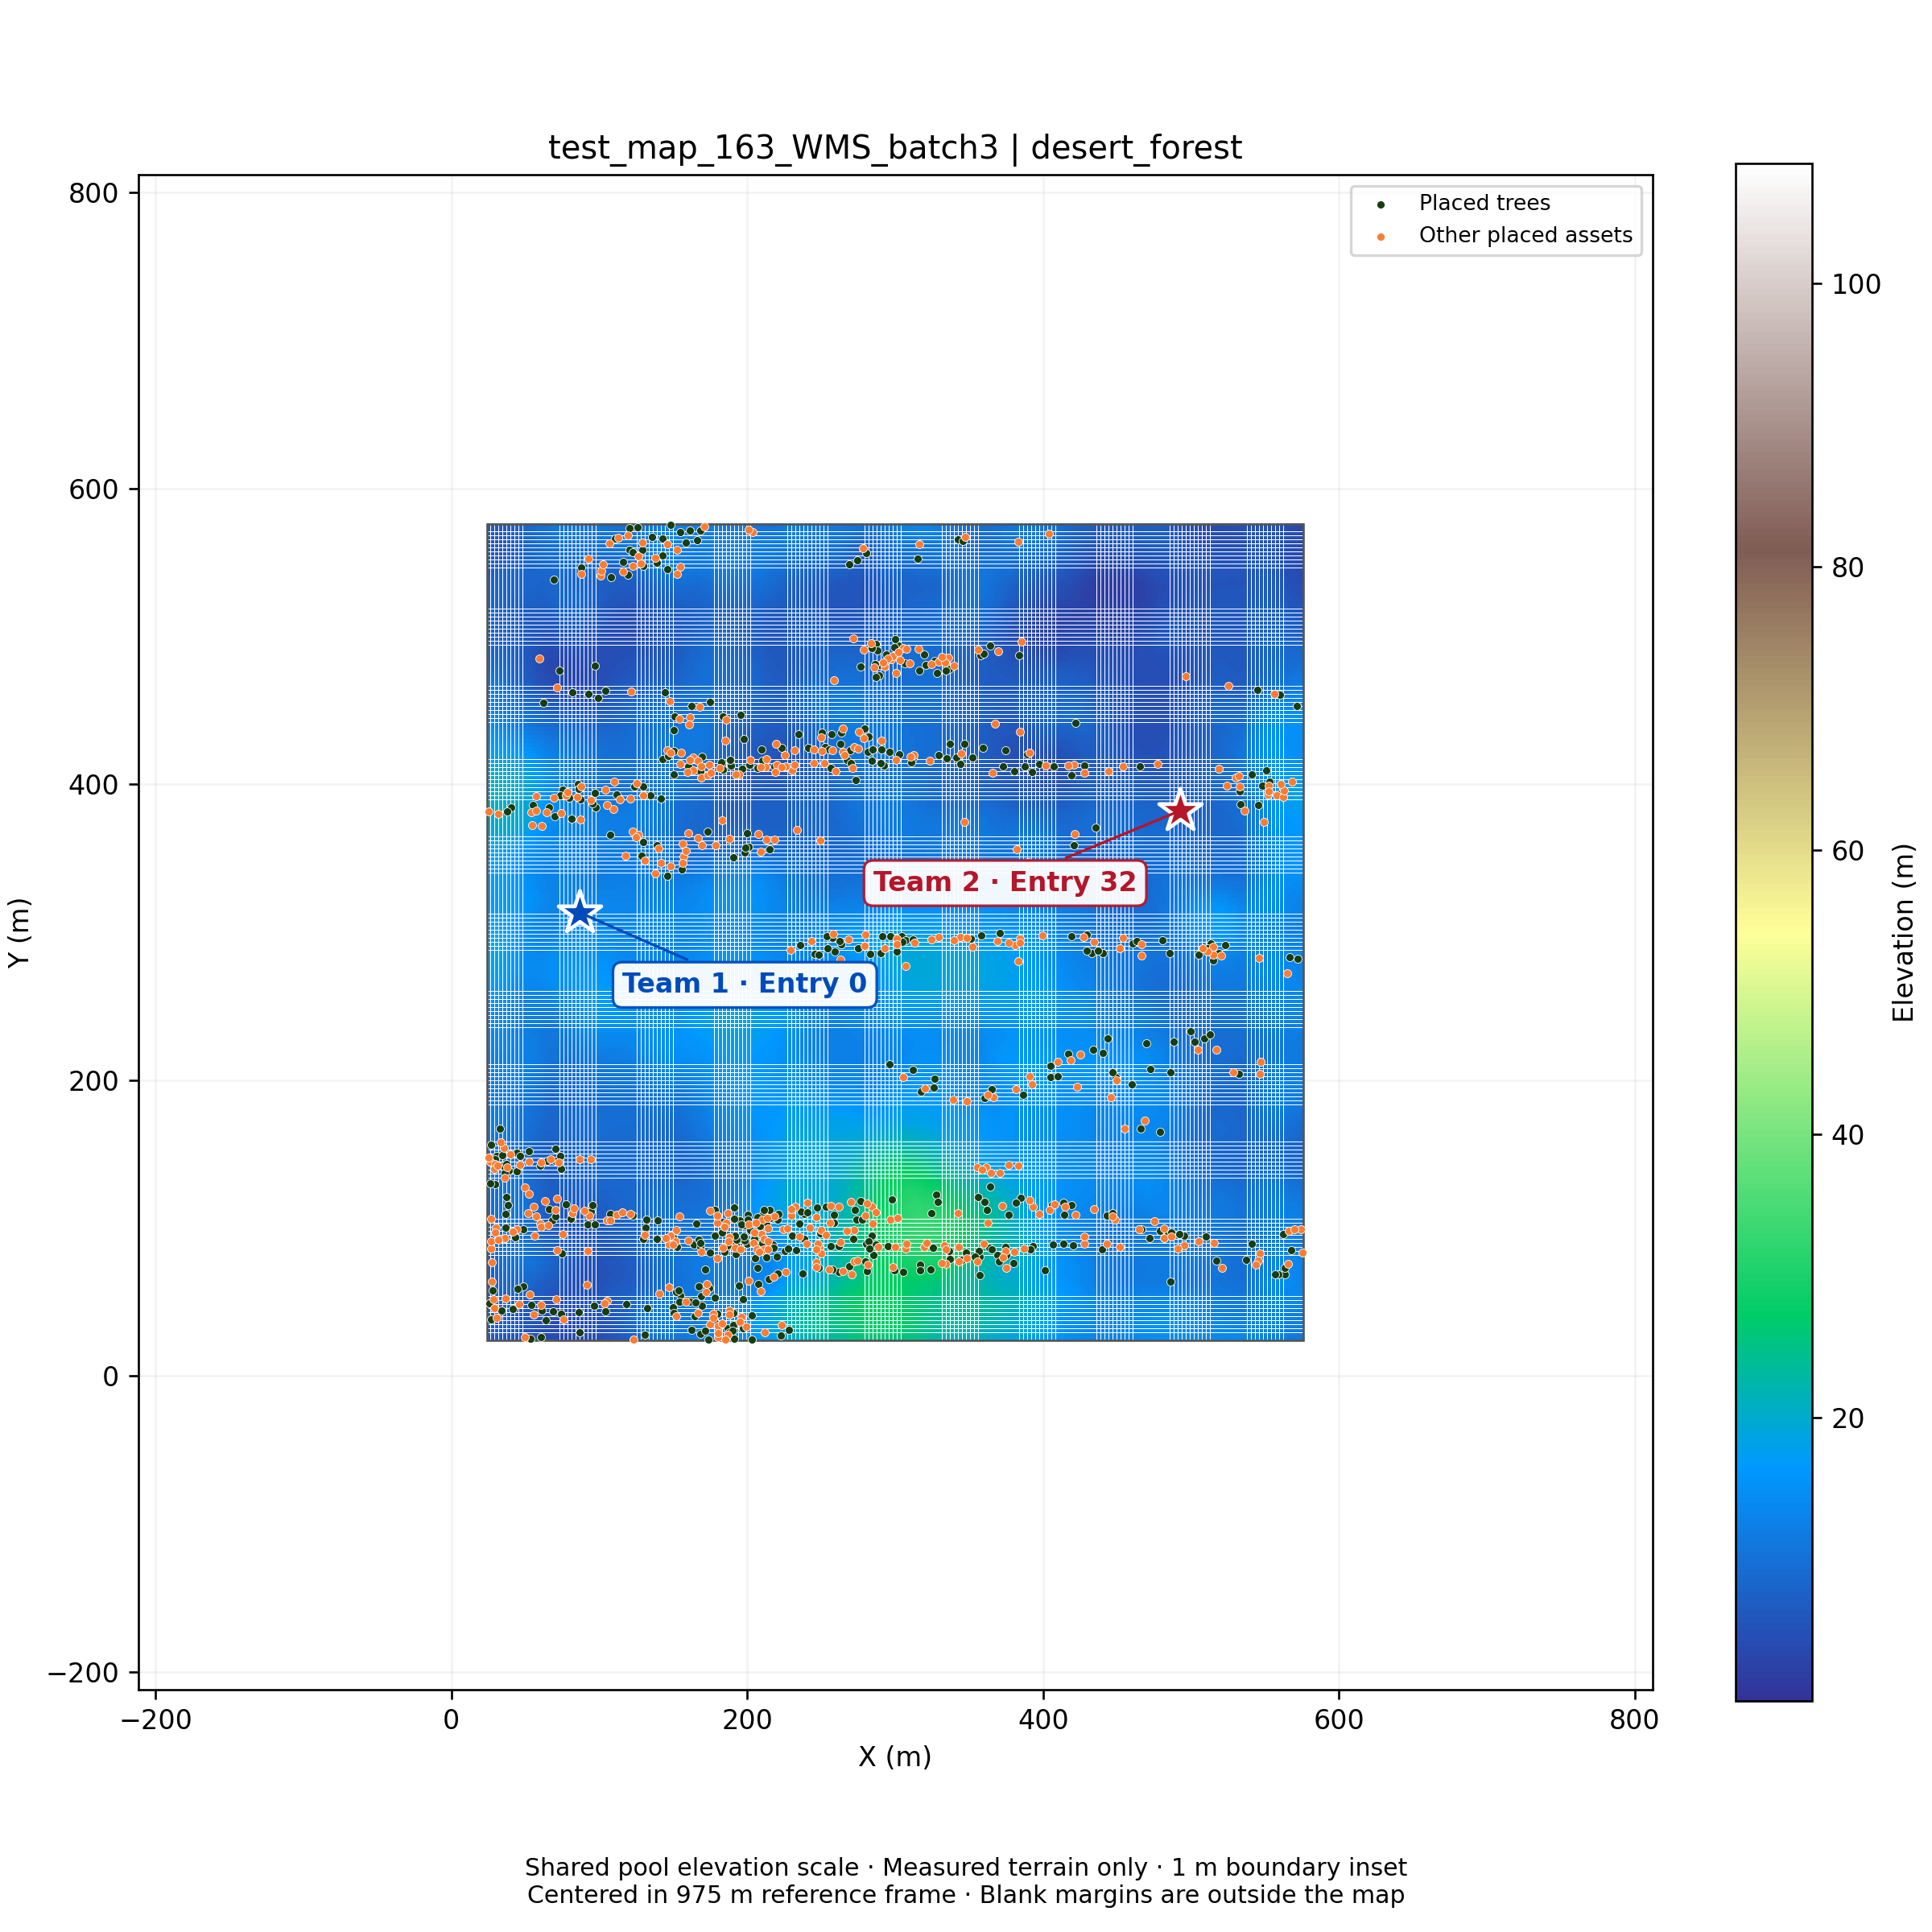 test_map_163_WMS_batch3 | desert_forest
Placed trees
Other placed assets
800
600
400
200
0
−200
Y (m)
−200
0
200
400
600
800
X (m)
Team 2 · Entry 32
Team 1 · Entry 0
100
80
60
40
20
Elevation (m)
Shared pool elevation scale · Measured terrain only · 1 m boundary inset
Centered in 975 m reference frame · Blank margins are outside the map